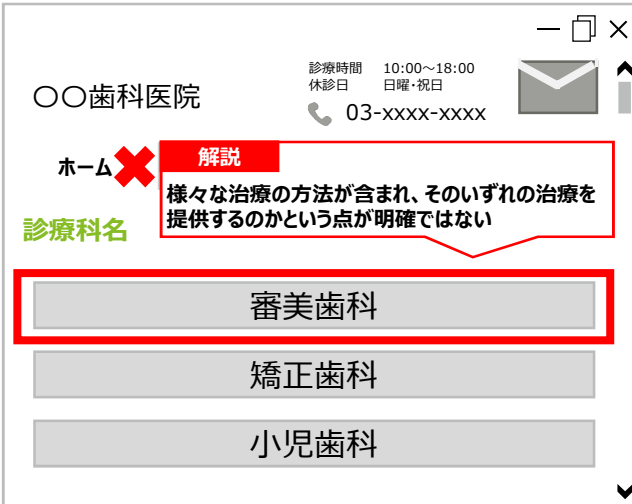 〇〇歯科医院
診療時間 10:00～18:00
休診日 日曜・祝日
03-xxxx-xxxx
ホーム
解説
様々な治療の方法が含まれ、そのいずれの治療を
提供するのかという点が明確ではない
診療科名
審美歯科
矯正歯科
小児歯科